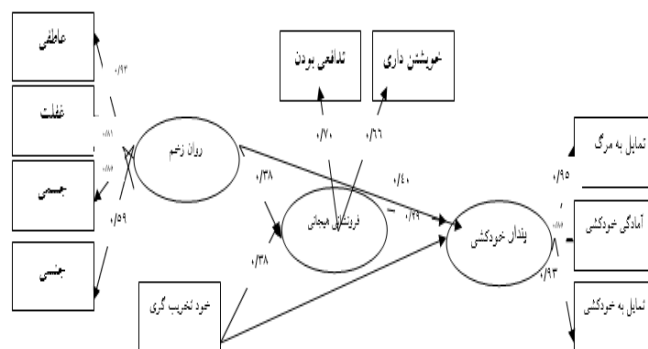 عاطفی
غفلت
جسمی
جنسی
۰/۹۳
۰/۸۱
۰/۵۹
روان زخم
تدافعی بودن
خویشتن داری
۰/۷۰
۰/۶۶
۰/۳۸
۰/۴۰
فرونشانی هیجانی
۰/۳۸
خود تخریب گری
پندار خودکشی
تمایل به مرگ
آمادگی خودکشی
تمایل به خودکشی
۰/۹۵
۰/۹۳